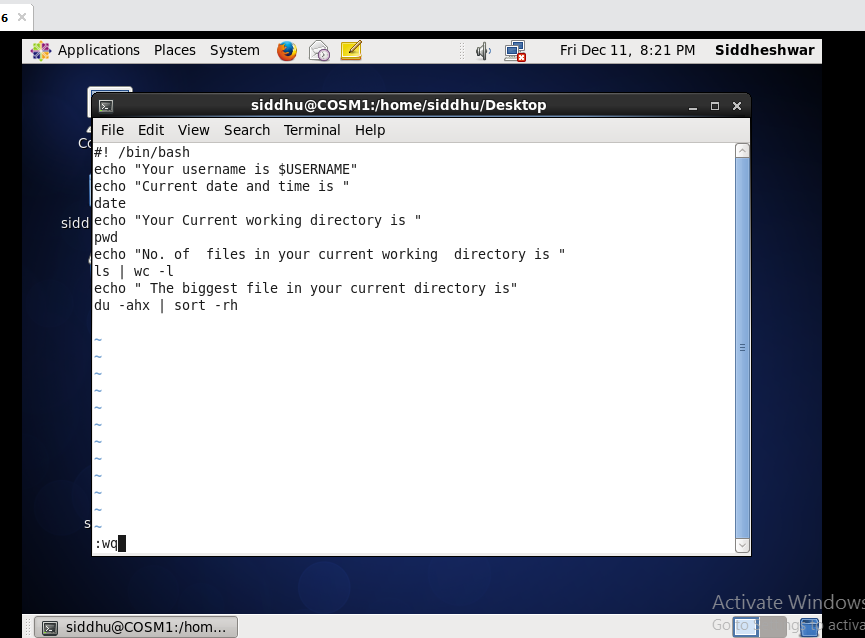 6
Applications Places System Fri Dec 11, 8:21 PM Siddheshwar
siddhu@COSM1:/home/siddhu/Desktop
File Edit View Search Terminal Help
#! /bin/bash
echo "Your username is $USERNAME"
echo "Current date and time is "
date
echo "Your Current working directory is "
pwd
echo "No. of  files in your current working  directory is "
ls | wc -l
echo " The biggest file in your current directory is"
du -ahx | sort -rh
~
~
~
~
~
~
~
~
~
~
~
~
:wq
sidd
Activate Windows
siddhu@COSM1:/hom...